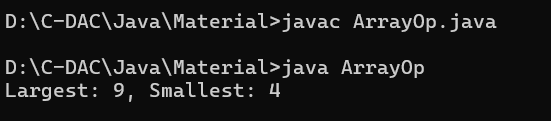 D:\C-DAC\Java\Material>javac ArrayOp.java
D:\C-DAC\Java\Material>java ArrayOp
Largest: 9, Smallest: 4